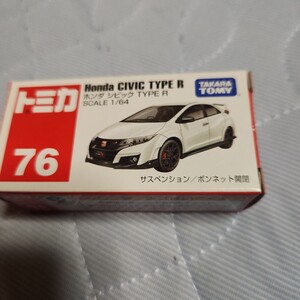 トミカ
76
Honda CIVIC TYPE R
ホンダ シビック TYPE R
SCALE 1/64
TAKARA
TOMY
サスペンション/ボンネット開閉